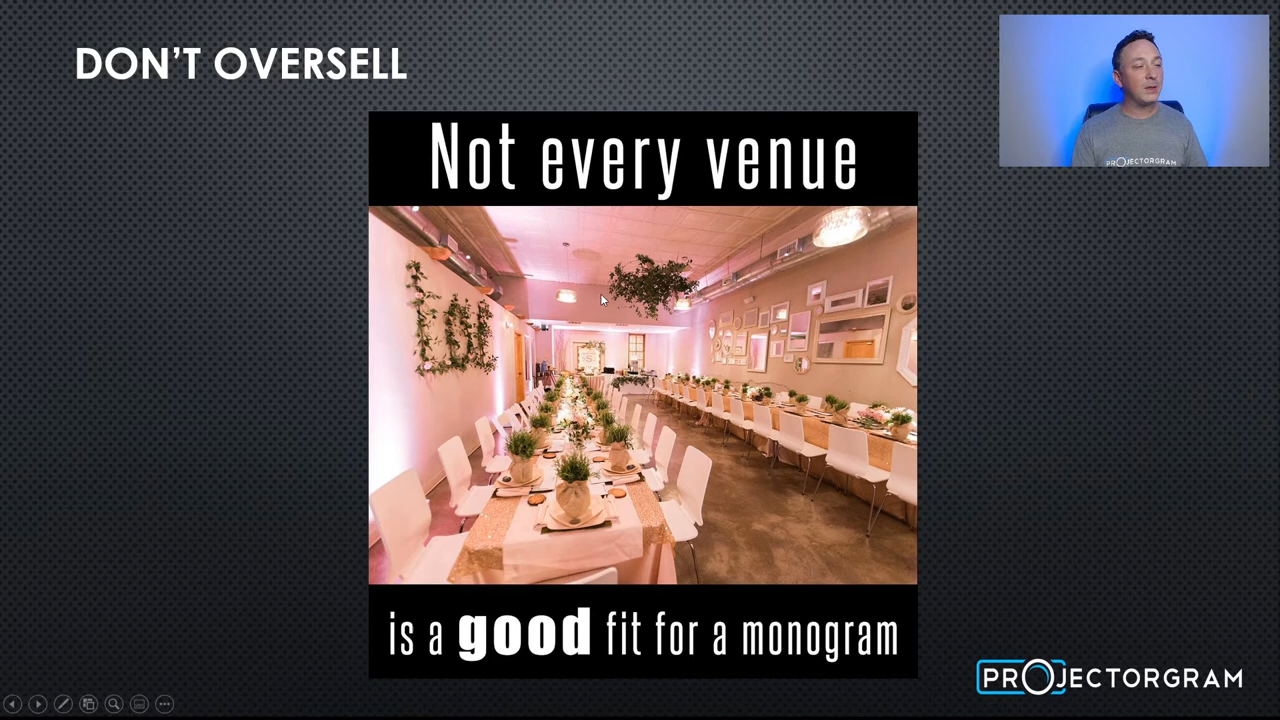 DON'T OVERSELL
PROJECTORGRAM
Not every venue
is a good fit for a monogram
PROJECTORGRAM